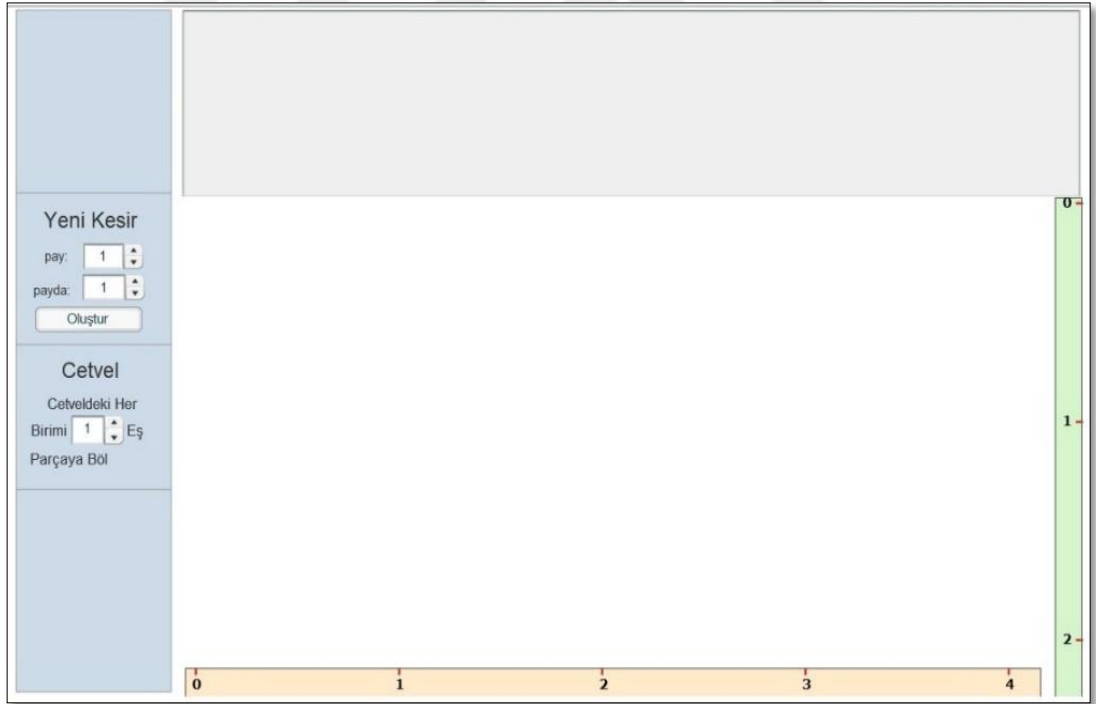 Yeni Kesir
pay: 1
payda: 1
Oluştur
Cetvel
Cetveldeki Her
Birimi 1 Eş
Parçaya Böl
0
1
2
0 1 2 3 4